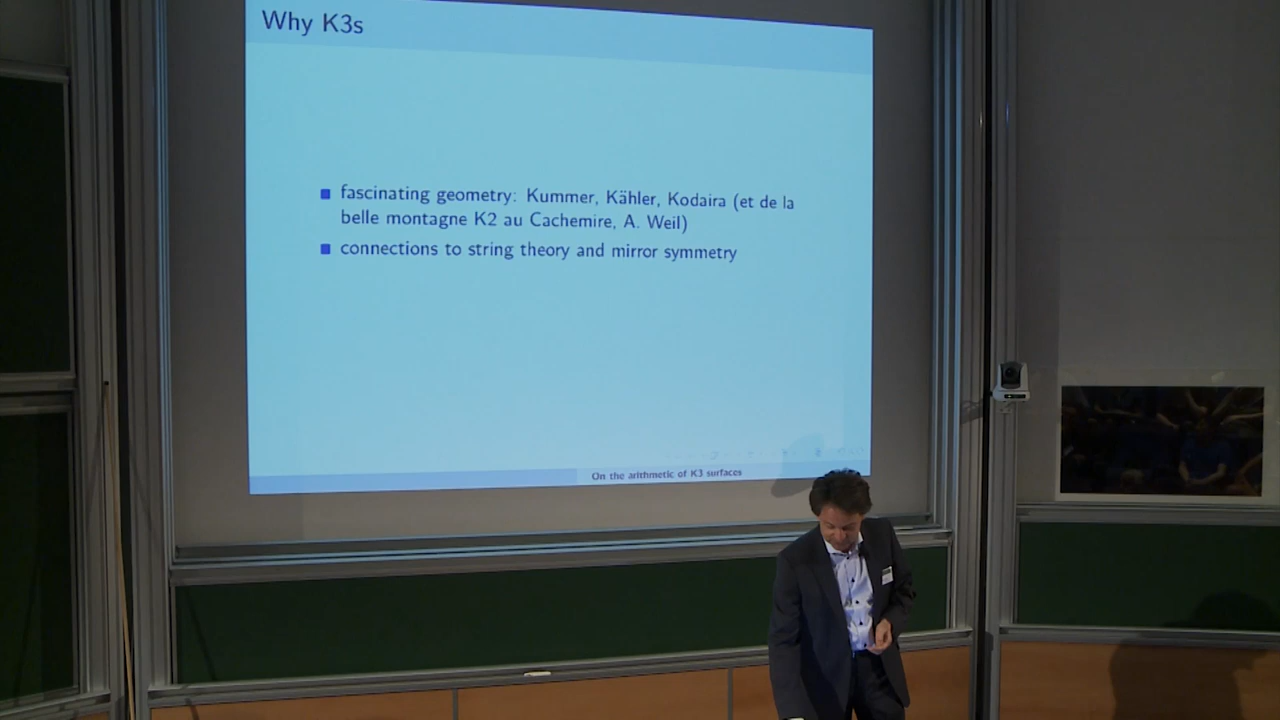 Why K3s
fascinating geometry: Kummer, Kähler, Kodaira (et de la
belle montagne K2 au Cachemire, A. Weil)
connections to string theory and mirror symmetry
On the arithmetic of K3 surfaces